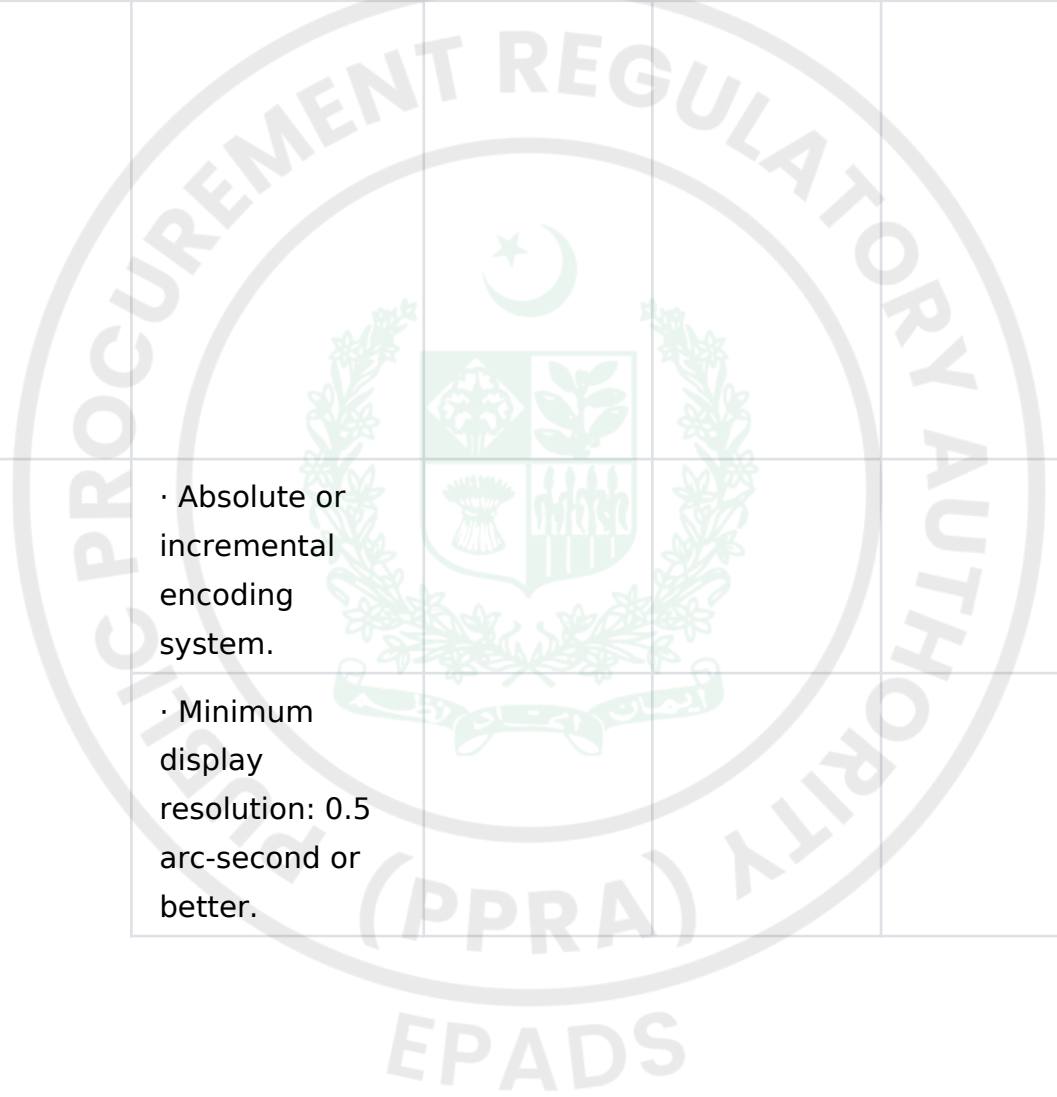 · Absolute or
incremental
encoding
system.
· Minimum
display
resolution: 0.5
arc-second or
better.
PUBLIC PROCUREMENT REGULATORY AUTHORITY
(PPRA)
EPADS